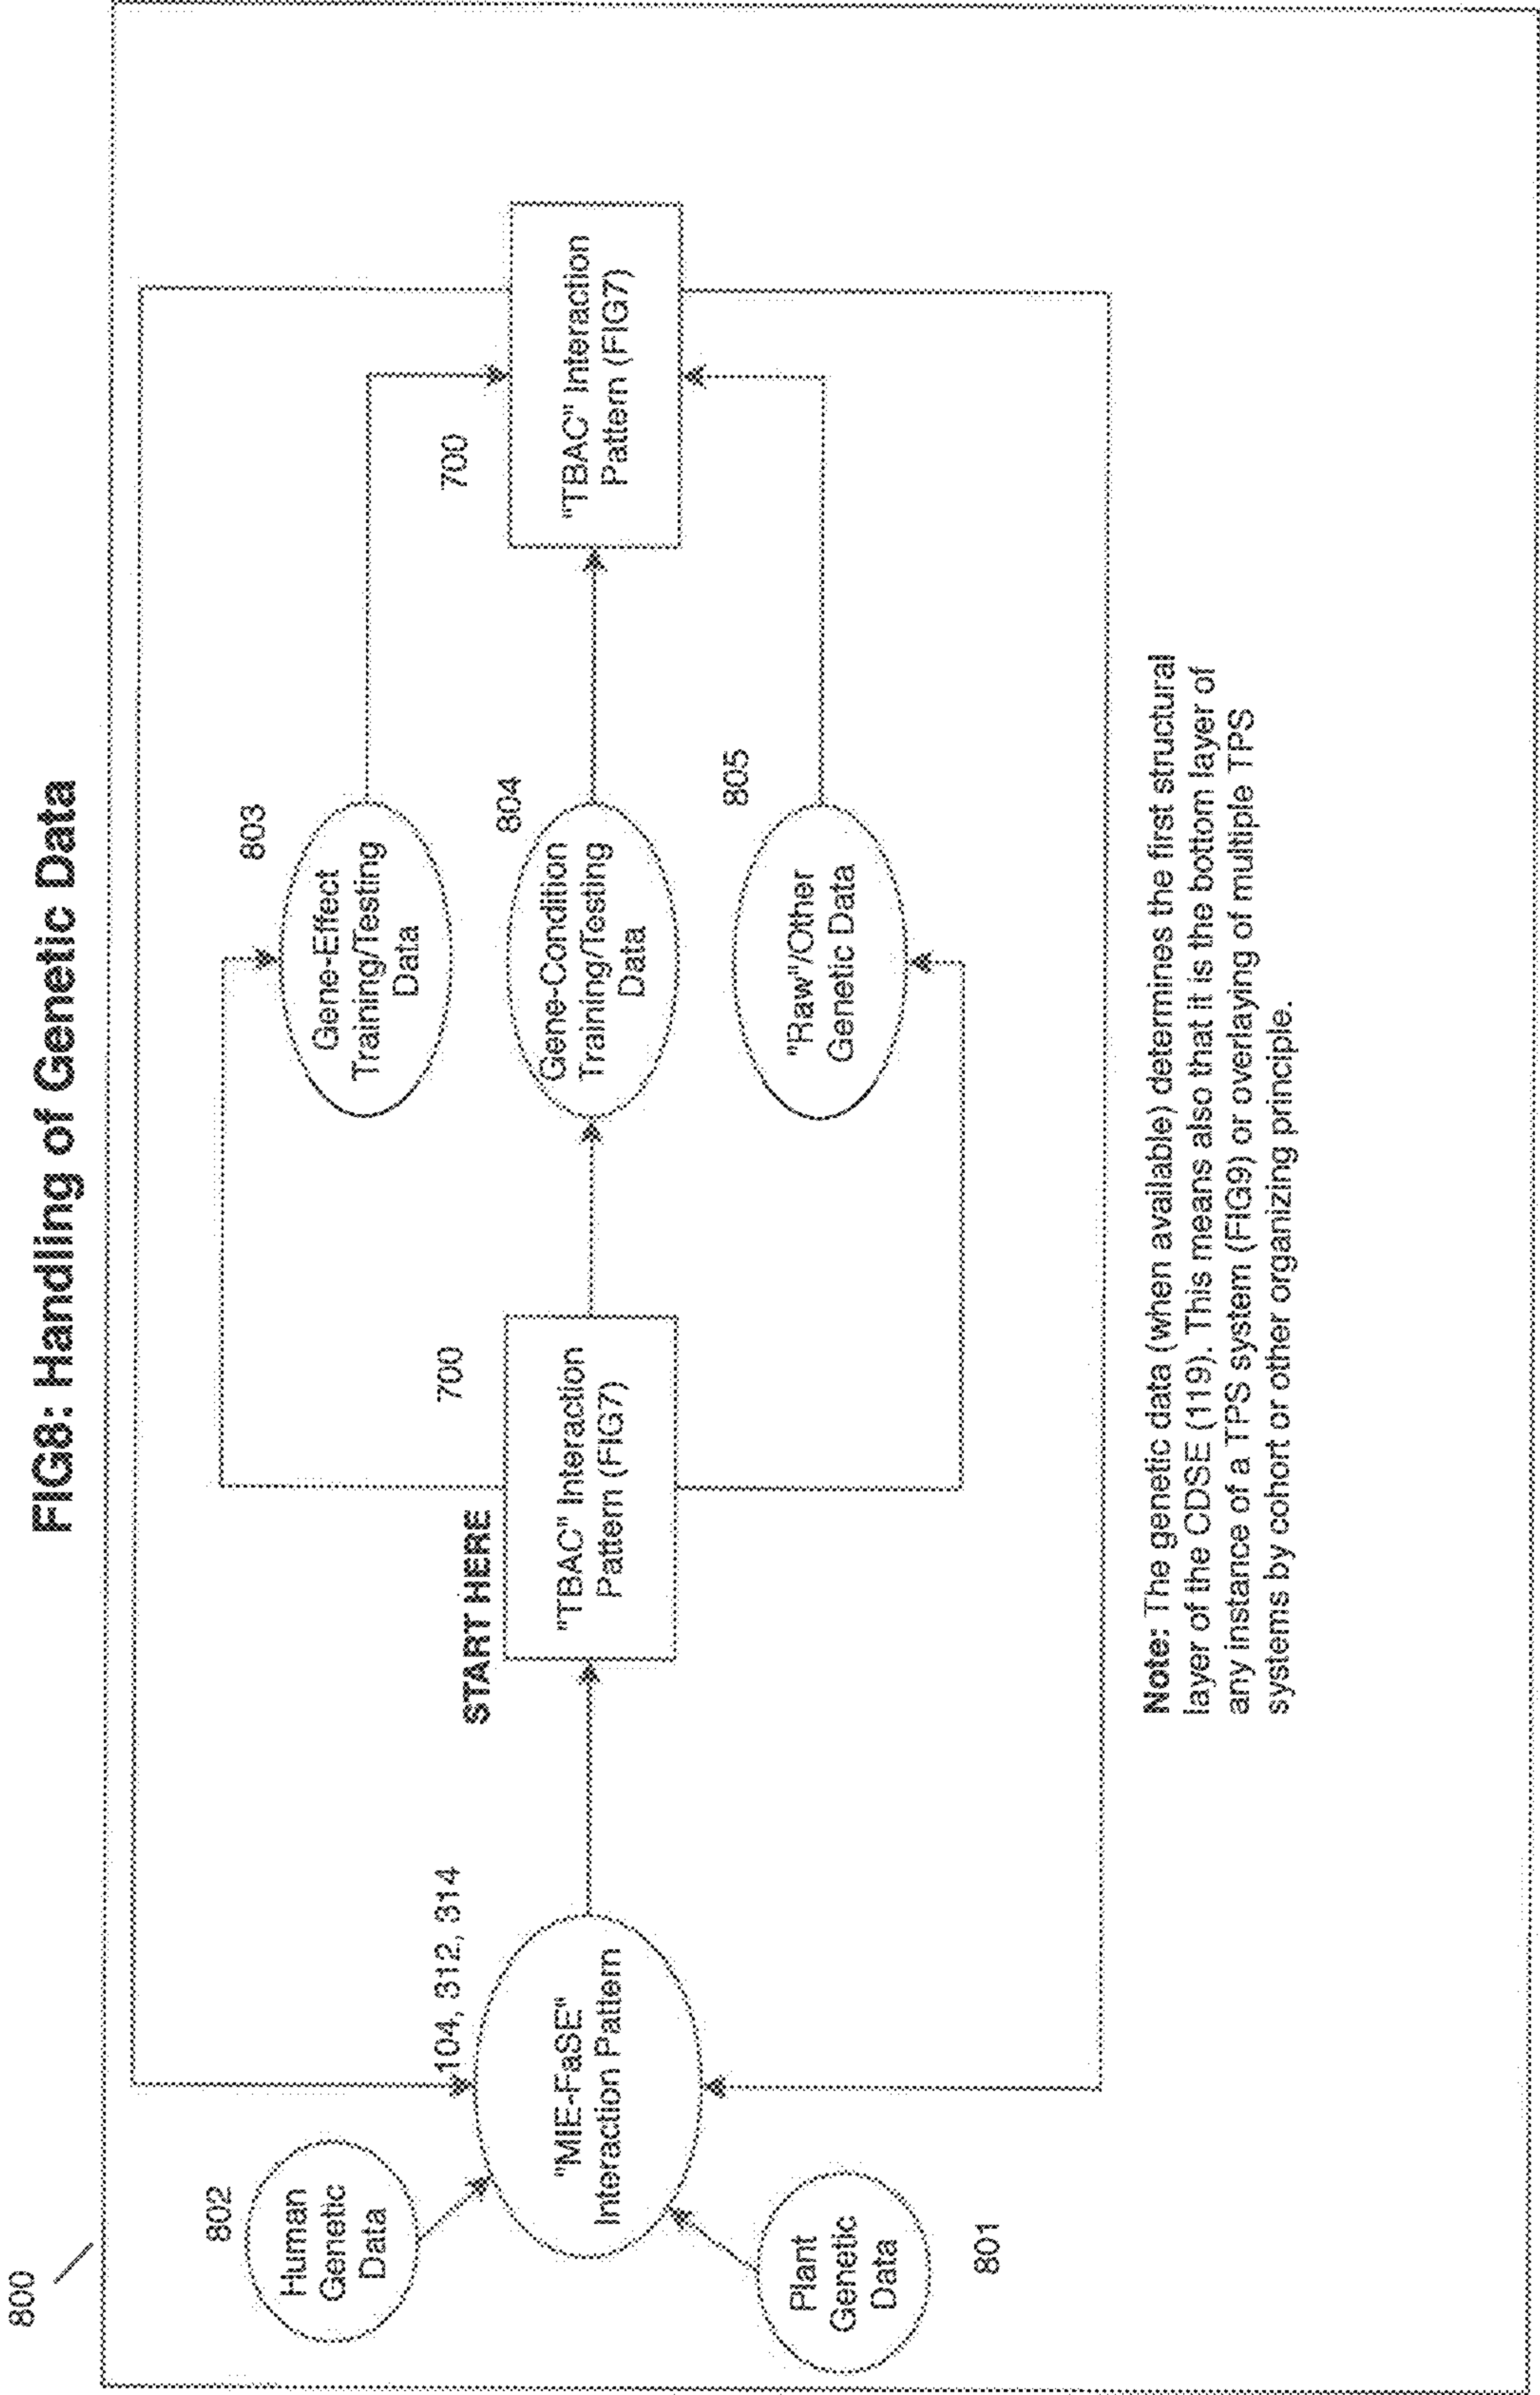 FIG8: Handling of Genetic Data
800
802
Human
Genetic
Data
Plant
Genetic
Data
801
104, 312, 314
"MIE-FaSE"
Interaction Pattern
START HERE
700
"TBAC" Interaction
Pattern (FIG7)
803
Gene-Effect
Training/Testing
Data
804
Gene-Condition
Training/Testing
Data
805
"Raw"/Other
Genetic Data
700
"TBAC" Interaction
Pattern (FIG7)
Note: The genetic data (when available) determines the first structural
layer of the CDSE (119). This means also that it is the bottom layer of
any instance of a TPS system (FIG9) or overlaying of multiple TPS
systems by cohort or other organizing principle.